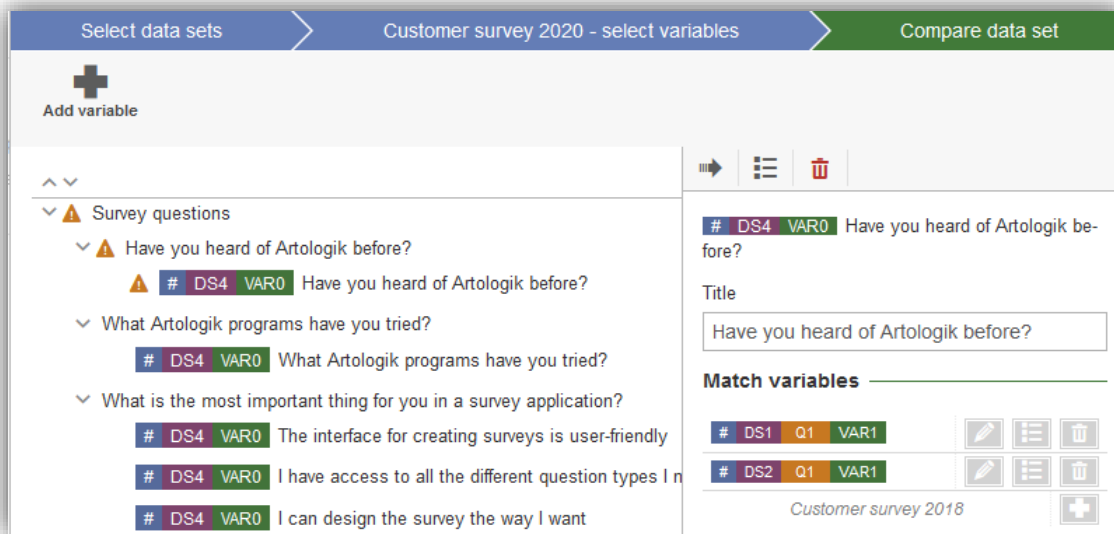 Select data sets
Customer survey 2020 - select variables
Compare data set
Add variable
Survey questions
Have you heard of Artologik before?
# DS4 VAR0 Have you heard of Artologik before?
What Artologik programs have you tried?
# DS4 VAR0 What Artologik programs have you tried?
What is the most important thing for you in a survey application?
# DS4 VAR0 The interface for creating surveys is user-friendly
# DS4 VAR0 I have access to all the different question types I n
# DS4 VAR0 I can design the survey the way I want
# DS4 VAR0 Have you heard of Artologik be-
fore?
Title
Have you heard of Artologik before?
Match variables
# DS1 Q1 VAR1
# DS2 Q1 VAR1
Customer survey 2018